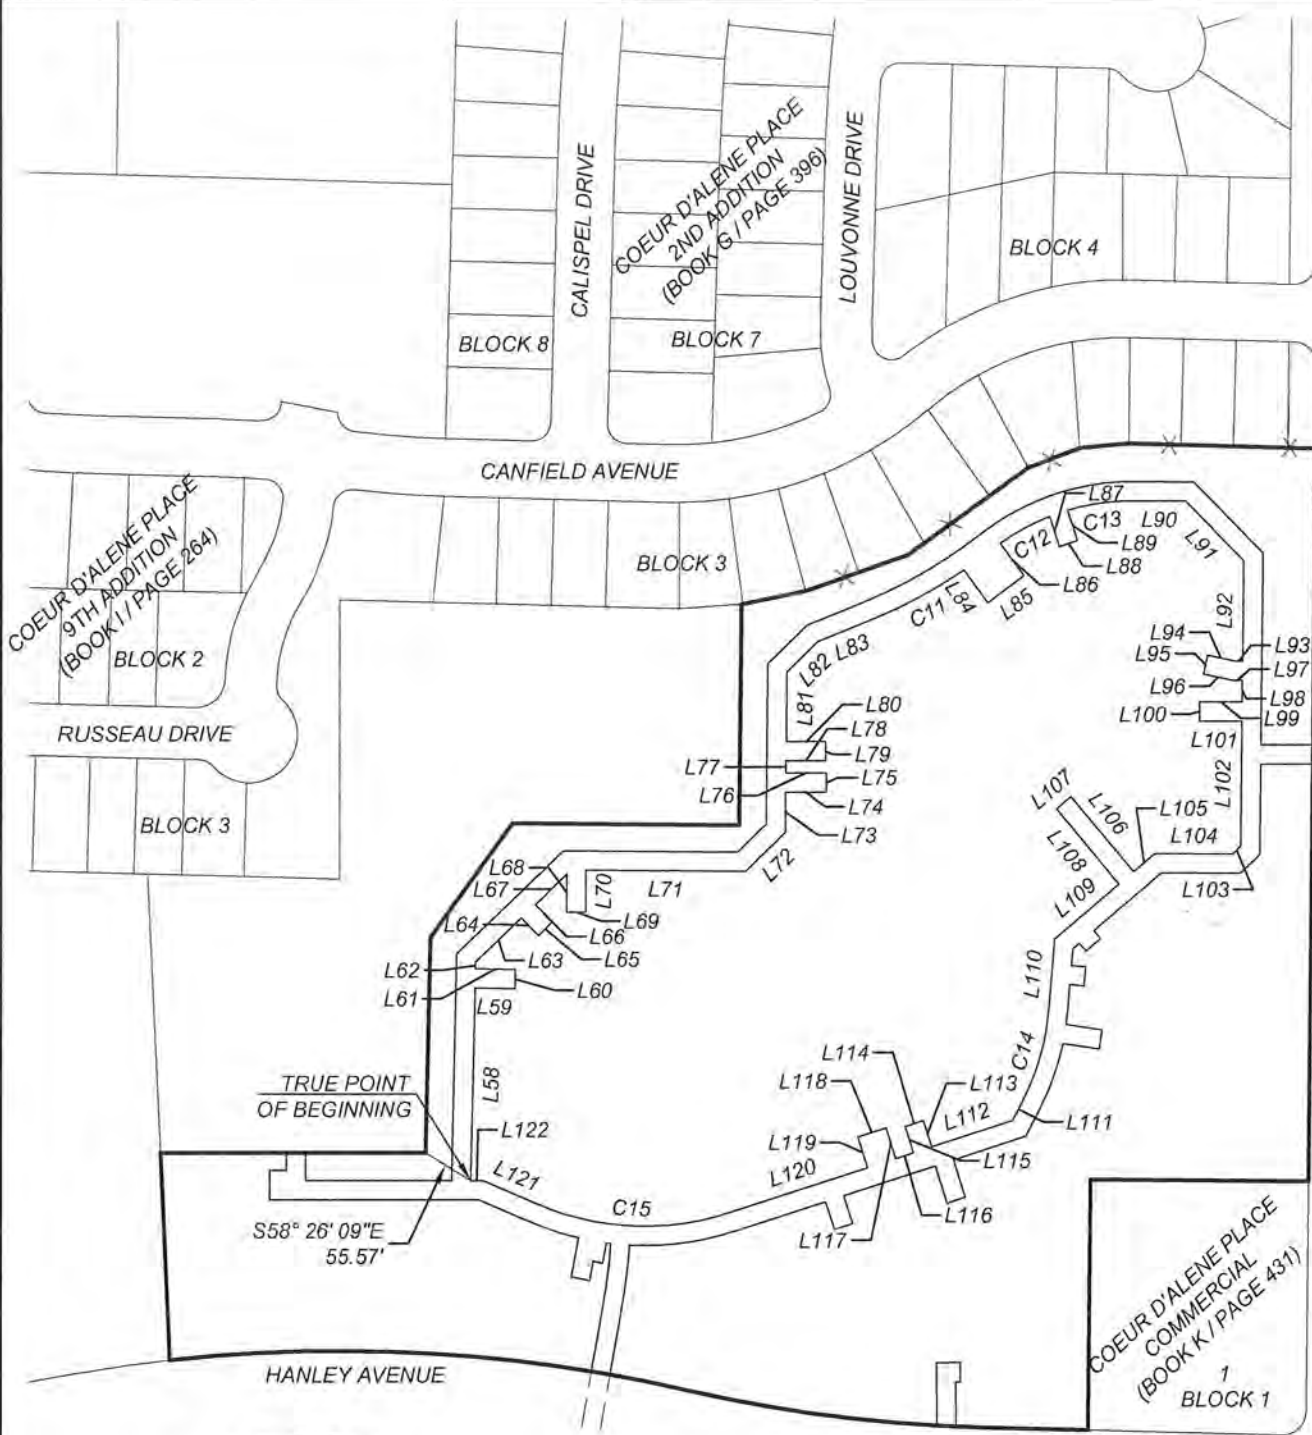 CALISPEL DRIVE
COEUR D'ALENE PLACE
2ND ADDITION
(BOOK G / PAGE 396)
LOUVONNE DRIVE
BLOCK 4
BLOCK 8
BLOCK 7
CANFIELD AVENUE
COEUR D'ALENE PLACE
9TH ADDITION
(BOOK I / PAGE 264)
BLOCK 2
BLOCK 3
RUSSEAU DRIVE
BLOCK 3
L87
C13
L90
C12
L89
L91
L88
L86
L85
L84
C11
L83
L82
L81
L80
L78
L79
L77
L75
L76
L74
L73
L72
L92
L94
L93
L95
L97
L96
L98
L100
L99
L101
L102
L107
L105
L106
L104
L108
L109
L103
L68
L67
L70
L71
L69
L64
L66
L65
L63
L62
L61
L60
L59
L58
L110
C14
L114
L113
L118
L112
L111
L119
L115
L120
L116
L117
TRUE POINT
OF BEGINNING
L122
L121
C15
S58° 26' 09"E
55.57'
HANLEY AVENUE
COEUR D'ALENE PLACE
COMMERCIAL
(BOOK K / PAGE 431)
1
BLOCK 1